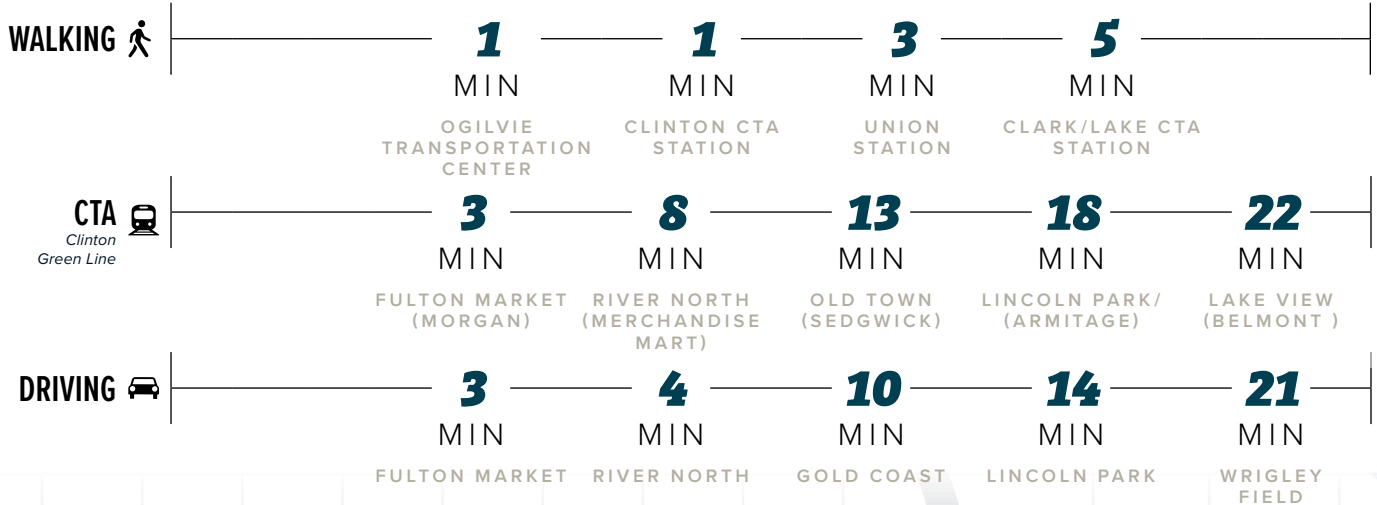 WALKING
1 1 3 5
MIN MIN MIN MIN
OGILVIE
TRANSPORTATION
CENTER
CLINTON CTA
STATION
UNION
STATION
CLARK/LAKE CTA
STATION
CTA
Clinton
Green Line
3 8 13 18 22
MIN MIN MIN MIN MIN
FULTON MARKET
(MORGAN)
RIVER NORTH
(MERCHANDISE
MART)
OLD TOWN
(SEDGWICK)
LINCOLN PARK/
(ARMITAGE)
LAKE VIEW
(BELMONT )
DRIVING
3 4 10 14 21
MIN MIN MIN MIN MIN
FULTON MARKET
RIVER NORTH
GOLD COAST
LINCOLN PARK
WRIGLEY
FIELD